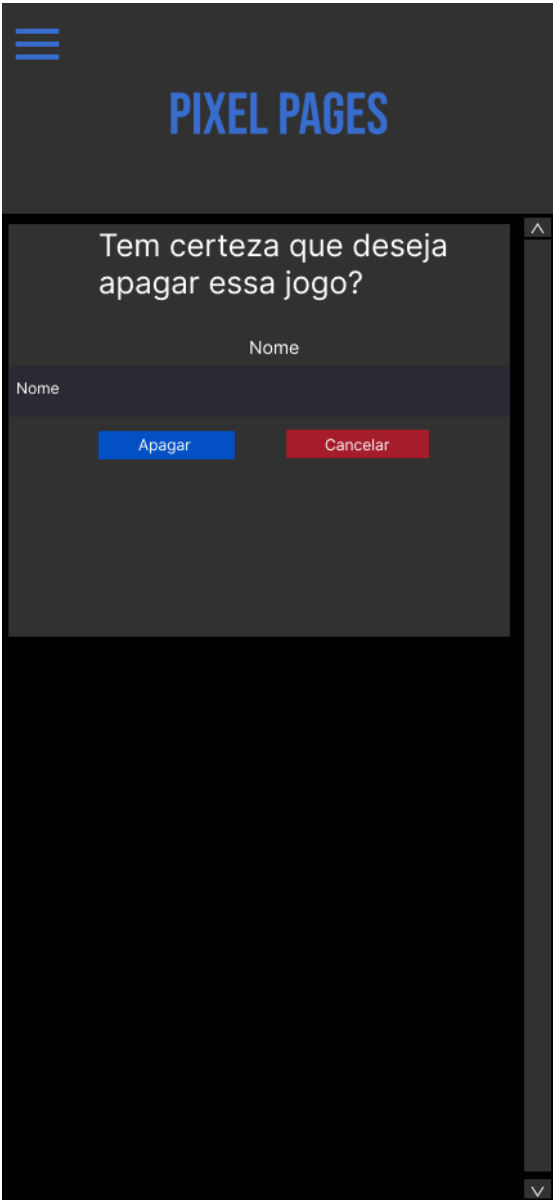 PIXEL PAGES
Tem certeza que deseja
apagar essa jogo?
Nome
Nome
Apagar Cancelar